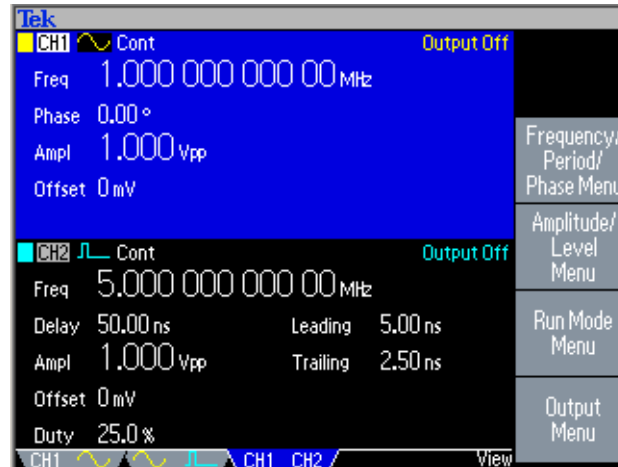 Tek
CH1 Cont Output Off
Freq 1.000 000 000 00 MHz
Phase 0.00 °
Ampl 1.000 Vpp
Offset 0 mV
CH2 Cont Output Off
Freq 5.000 000 000 00 MHz
Delay 50.00 ns Leading 5.00 ns
Ampl 1.000 Vpp Trailing 2.50 ns
Offset 0 mV
Duty 25.0 %
CH1 CH1 CH2 View
Frequency/
Period/
Phase Menu
Amplitude/
Level
Menu
Run Mode
Menu
Output
Menu